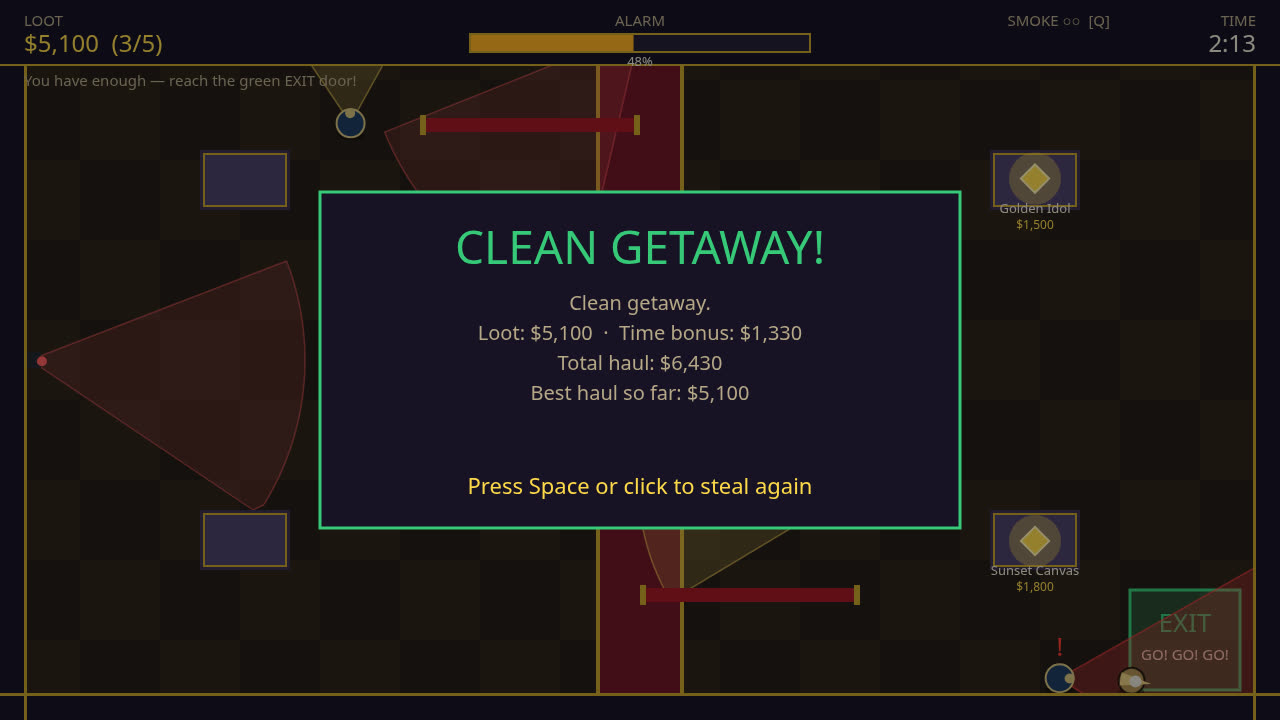 LOOT
ALARM
SMOKE ○○ [Q]
TIME
$5,100 (3/5)
2:13
48%
You have enough — reach the green EXIT door!
Golden Idol
$1,500
CLEAN GETAWAY!
Clean getaway.
Loot: $5,100 · Time bonus: $1,330
Total haul: $6,430
Best haul so far: $5,100
Press Space or click to steal again
Sunset Canvas
$1,800
EXIT
!
GO! GO! GO!